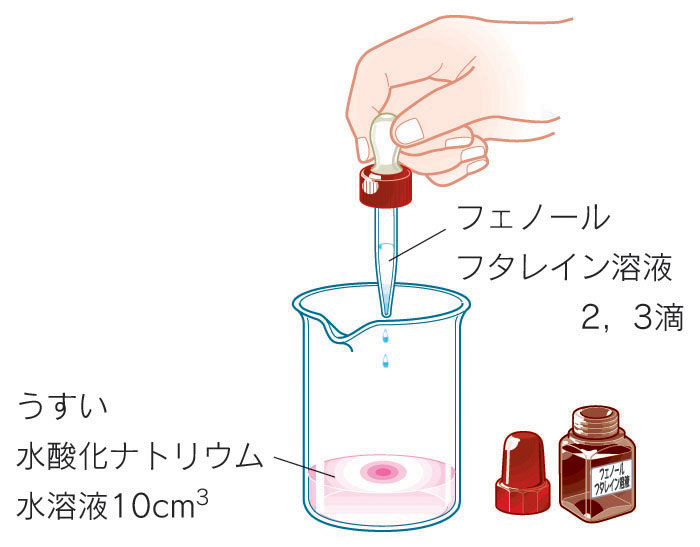 フェノール
フタレイン溶液
2，3滴
うすい
水酸化ナトリウム
水溶液10cm³
フェノール
フタレイン溶液